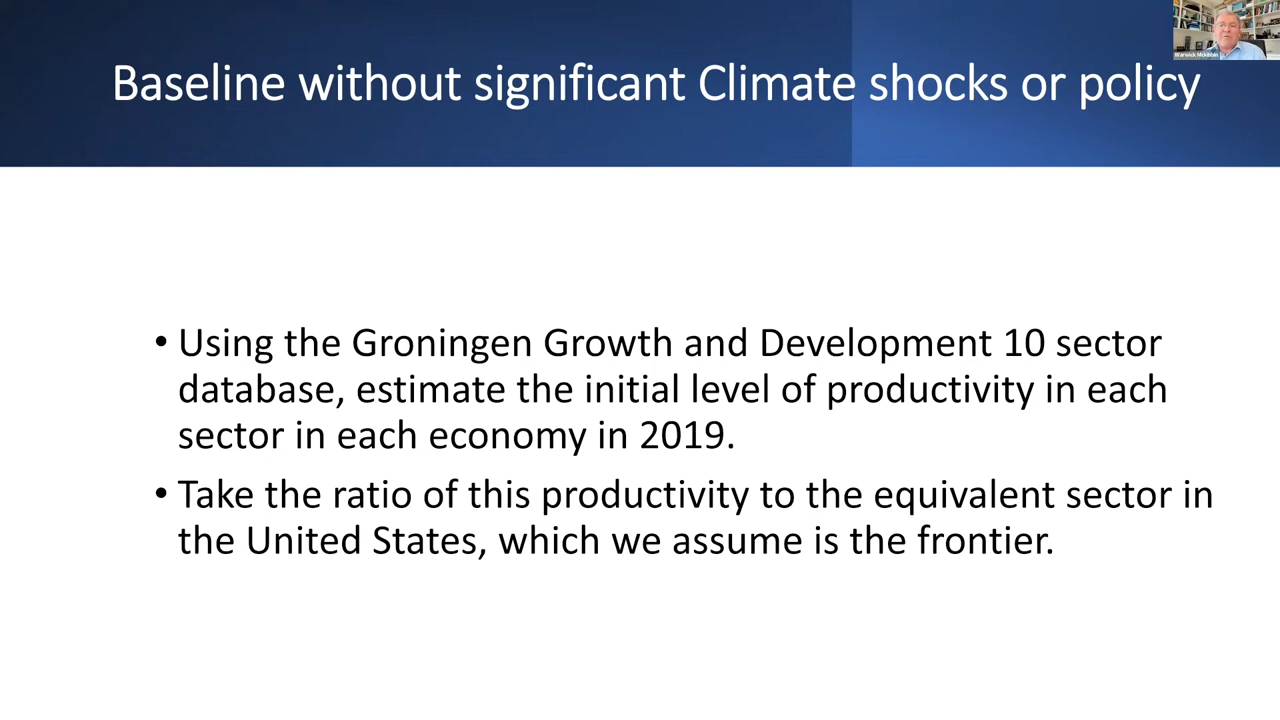 Baseline without significant Climate shocks or policy
Warwick Mckibbin
• Using the Groningen Growth and Development 10 sector
database, estimate the initial level of productivity in each
sector in each economy in 2019.
• Take the ratio of this productivity to the equivalent sector in
the United States, which we assume is the frontier.